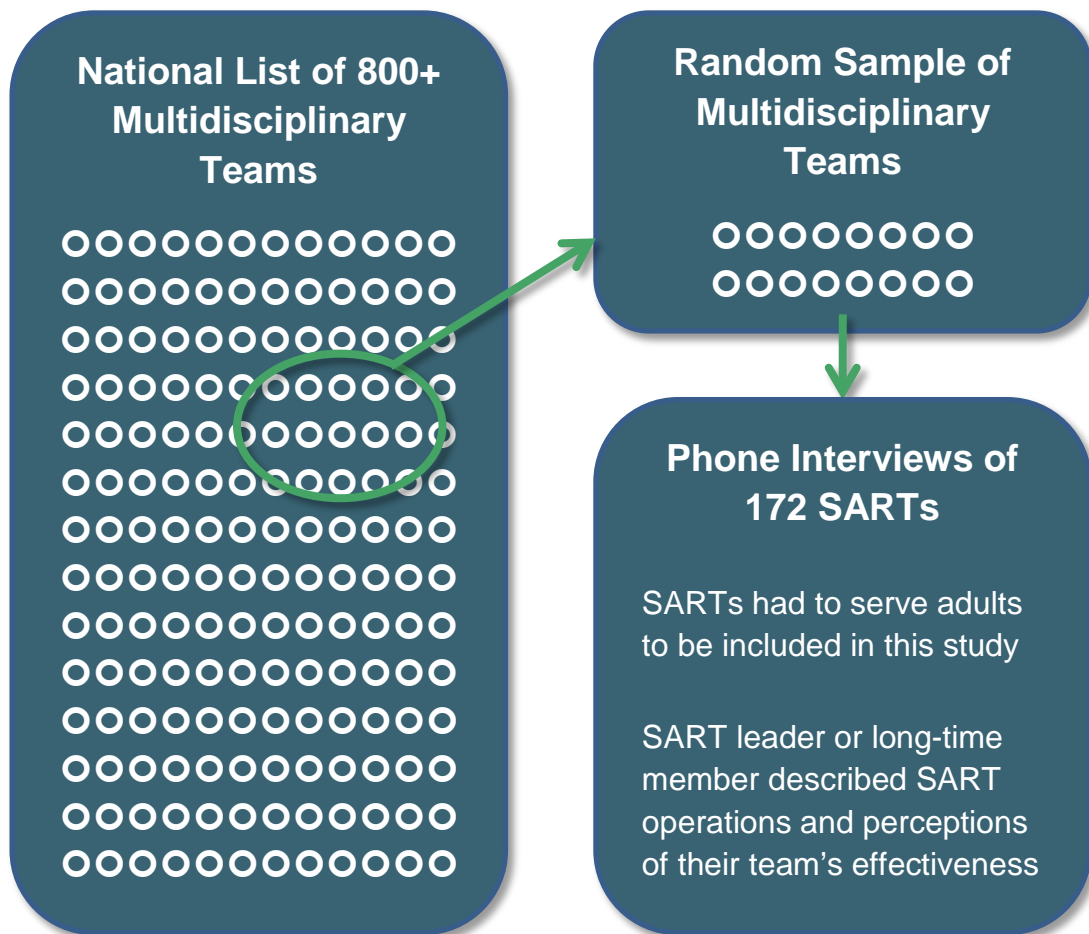 National List of 800+
Multidisciplinary
Teams
Random Sample of
Multidisciplinary
Teams
Phone Interviews of
172 SARTs
SARTs had to serve adults
to be included in this study
SART leader or long-time
member described SART
operations and perceptions
of their team's effectiveness